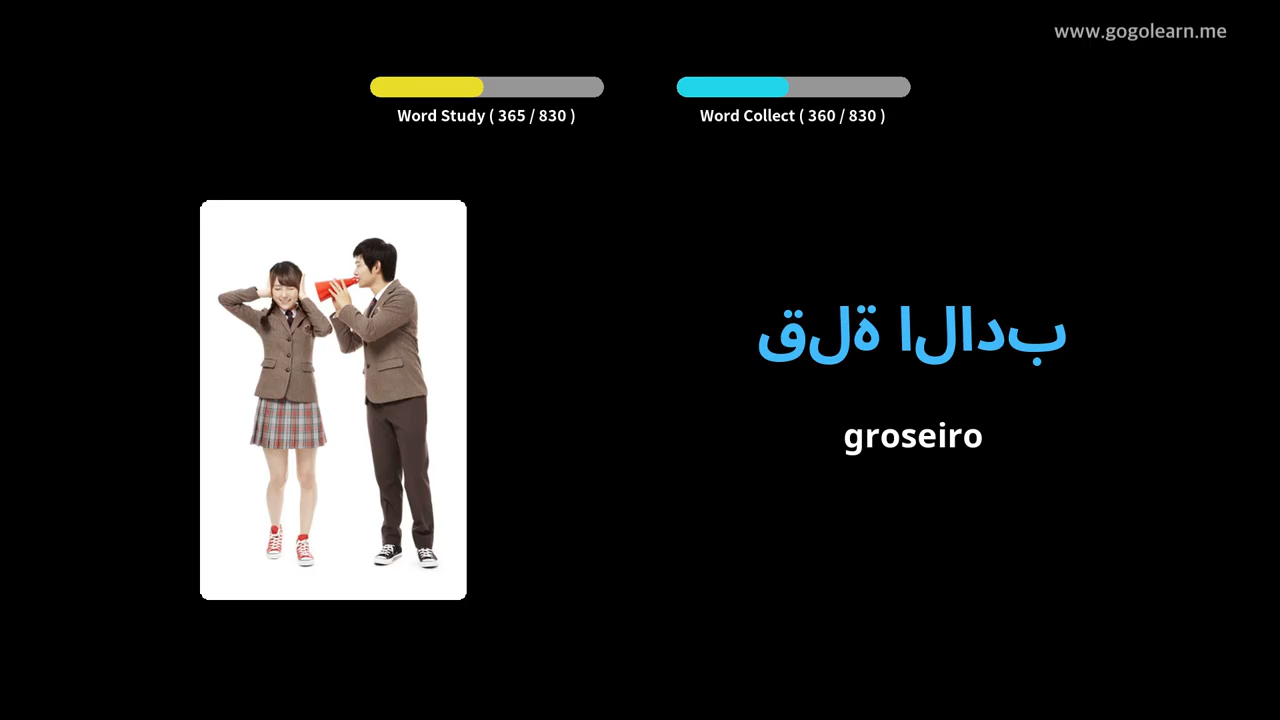 www.gogolearn.me
Word Study ( 365 / 830 )
Word Collect ( 360 / 830 )
قلة الادب
groseiro